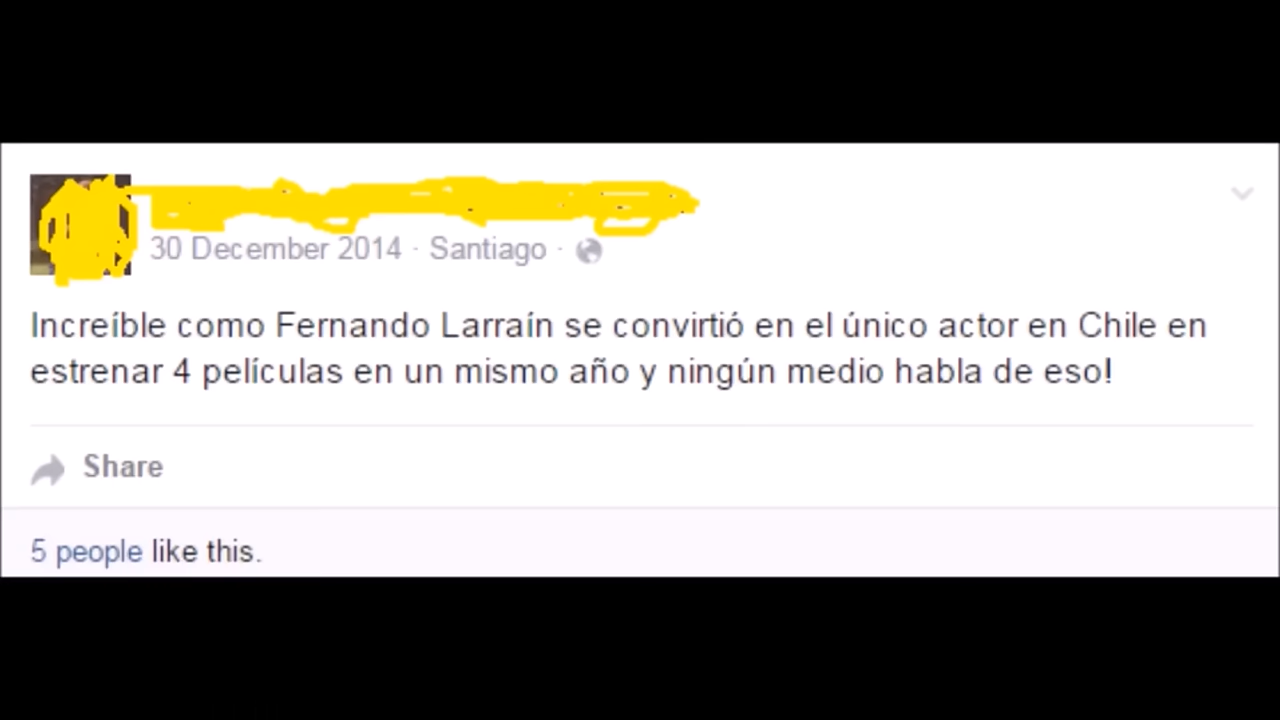 30 December 2014 · Santiago ·
Increíble como Fernando Larraín se convirtió en el único actor en Chile en
estrenar 4 películas en un mismo año y ningún medio habla de eso!
Share
5 people like this.